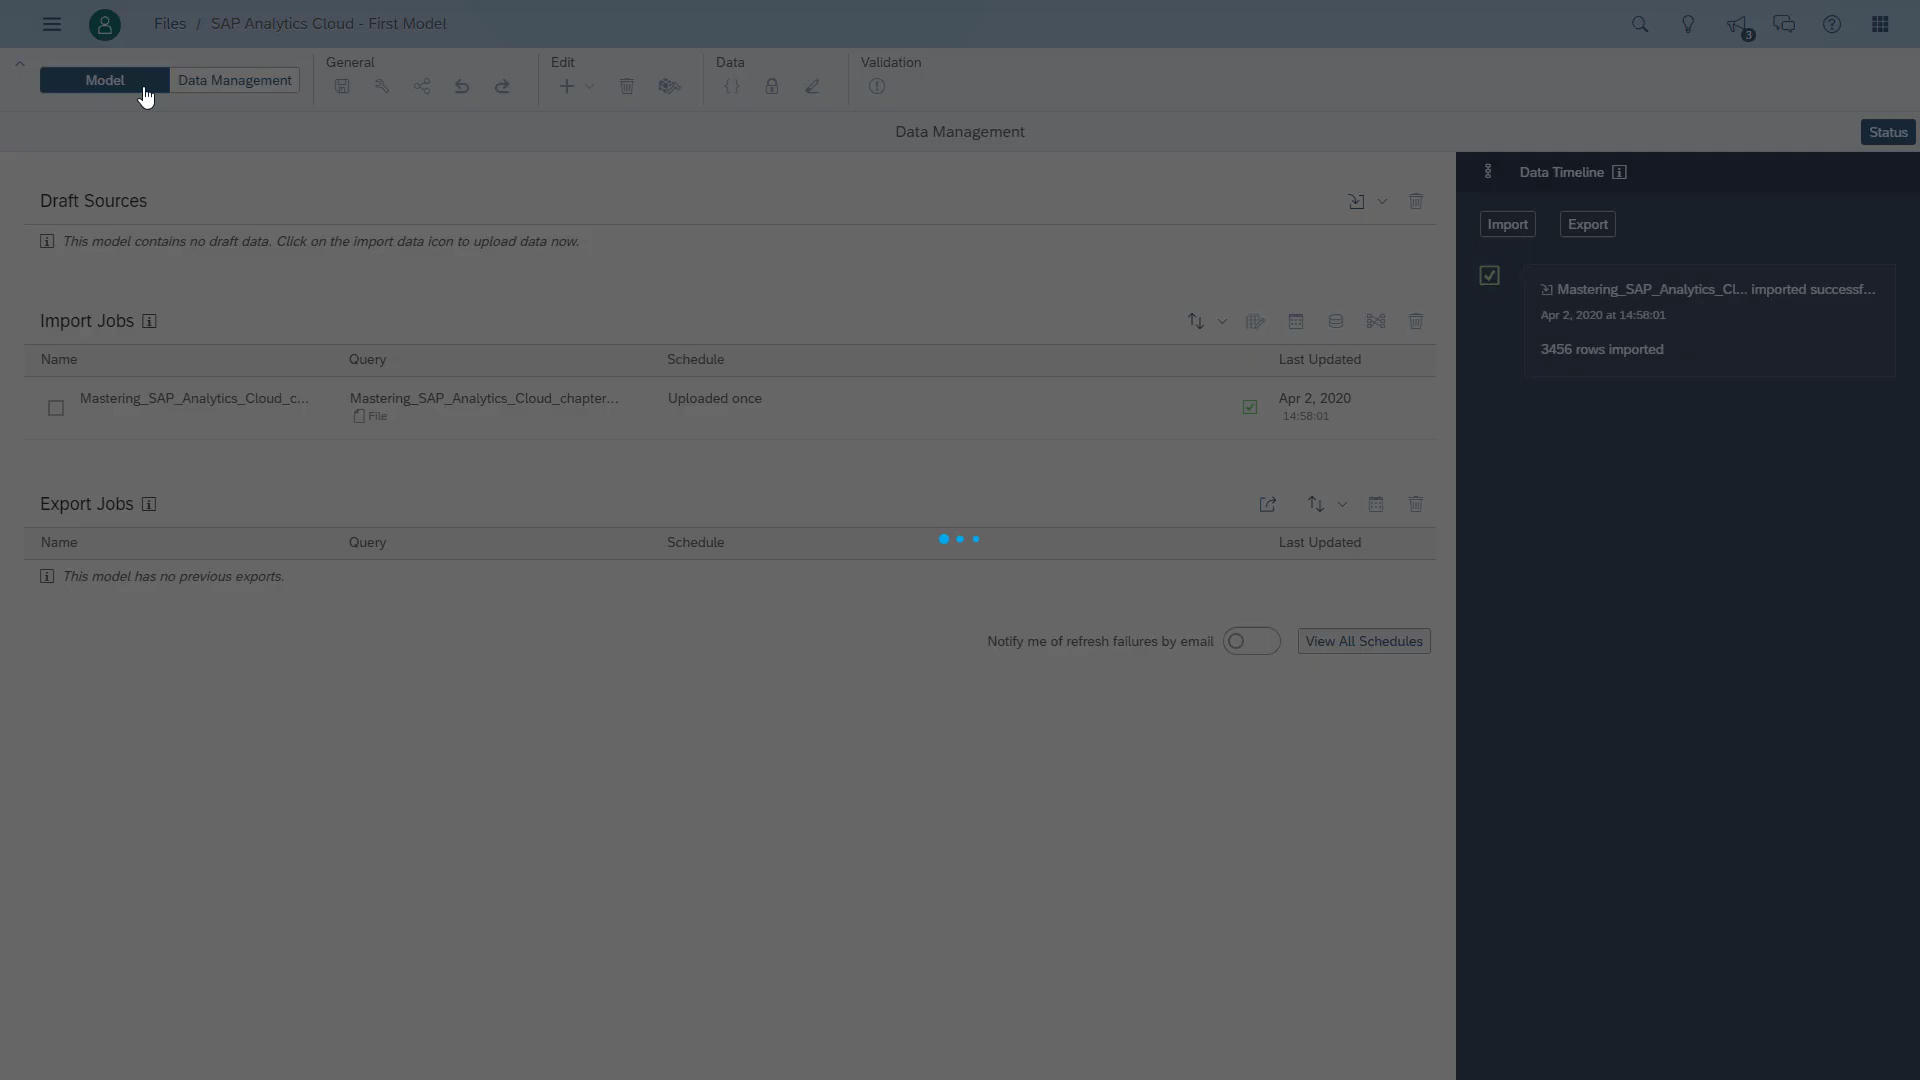 Files / SAP Analytics Cloud - First Model
3
Model Data Management General Edit Data Validation
Data Management Status
Data Timeline
Import Export
Mastering_SAP_Analytics_Cl... imported successf...
Apr 2, 2020 at 14:58:01
3456 rows imported
Draft Sources
This model contains no draft data. Click on the import data icon to upload data now.
Import Jobs
Name Query Schedule Last Updated
Mastering_SAP_Analytics_Cloud_c... Mastering_SAP_Analytics_Cloud_chapter... Uploaded once Apr 2, 2020
File 14:58:01
Export Jobs
Name Query Schedule Last Updated
This model has no previous exports.
Notify me of refresh failures by email View All Schedules